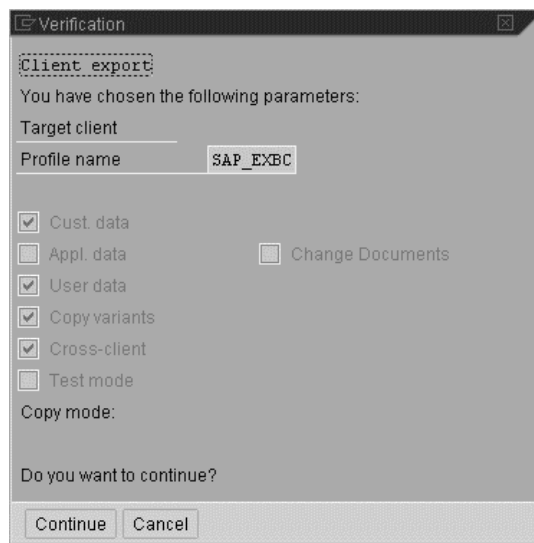 Verification
Client export
You have chosen the following parameters:
Target client
Profile name SAP_EXBC
Cust. data
Appl. data Change Documents
User data
Copy variants
Cross-client
Test mode
Copy mode:
Do you want to continue?
Continue Cancel